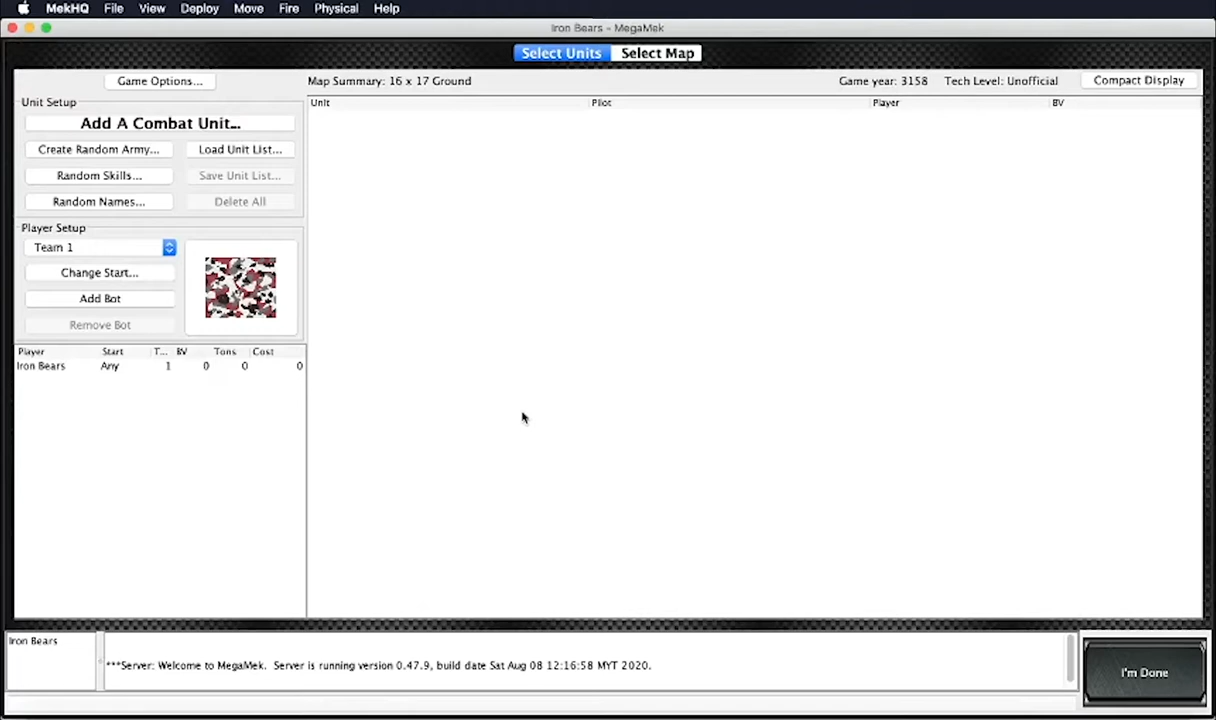 MekHQ File View Deploy Move Fire Physical Help
Iron Bears - MegaMek
Select Units Select Map
Game Options... Map Summary: 16 x 17 Ground Game year: 3158 Tech Level: Unofficial Compact Display
Unit Setup Unit Pilot Player BV
Add A Combat Unit...
Create Random Army... Load Unit List...
Random Skills... Save Unit List...
Random Names... Delete All
Player Setup
Team 1
Change Start...
Add Bot
Remove Bot
Player Start T... BV Tons Cost
Iron Bears Any 1 0 0 0
Iron Bears
***Server: Welcome to MegaMek. Server is running version 0.47.9, build date Sat Aug 08 12:16:58 MYT 2020.
I'm Done